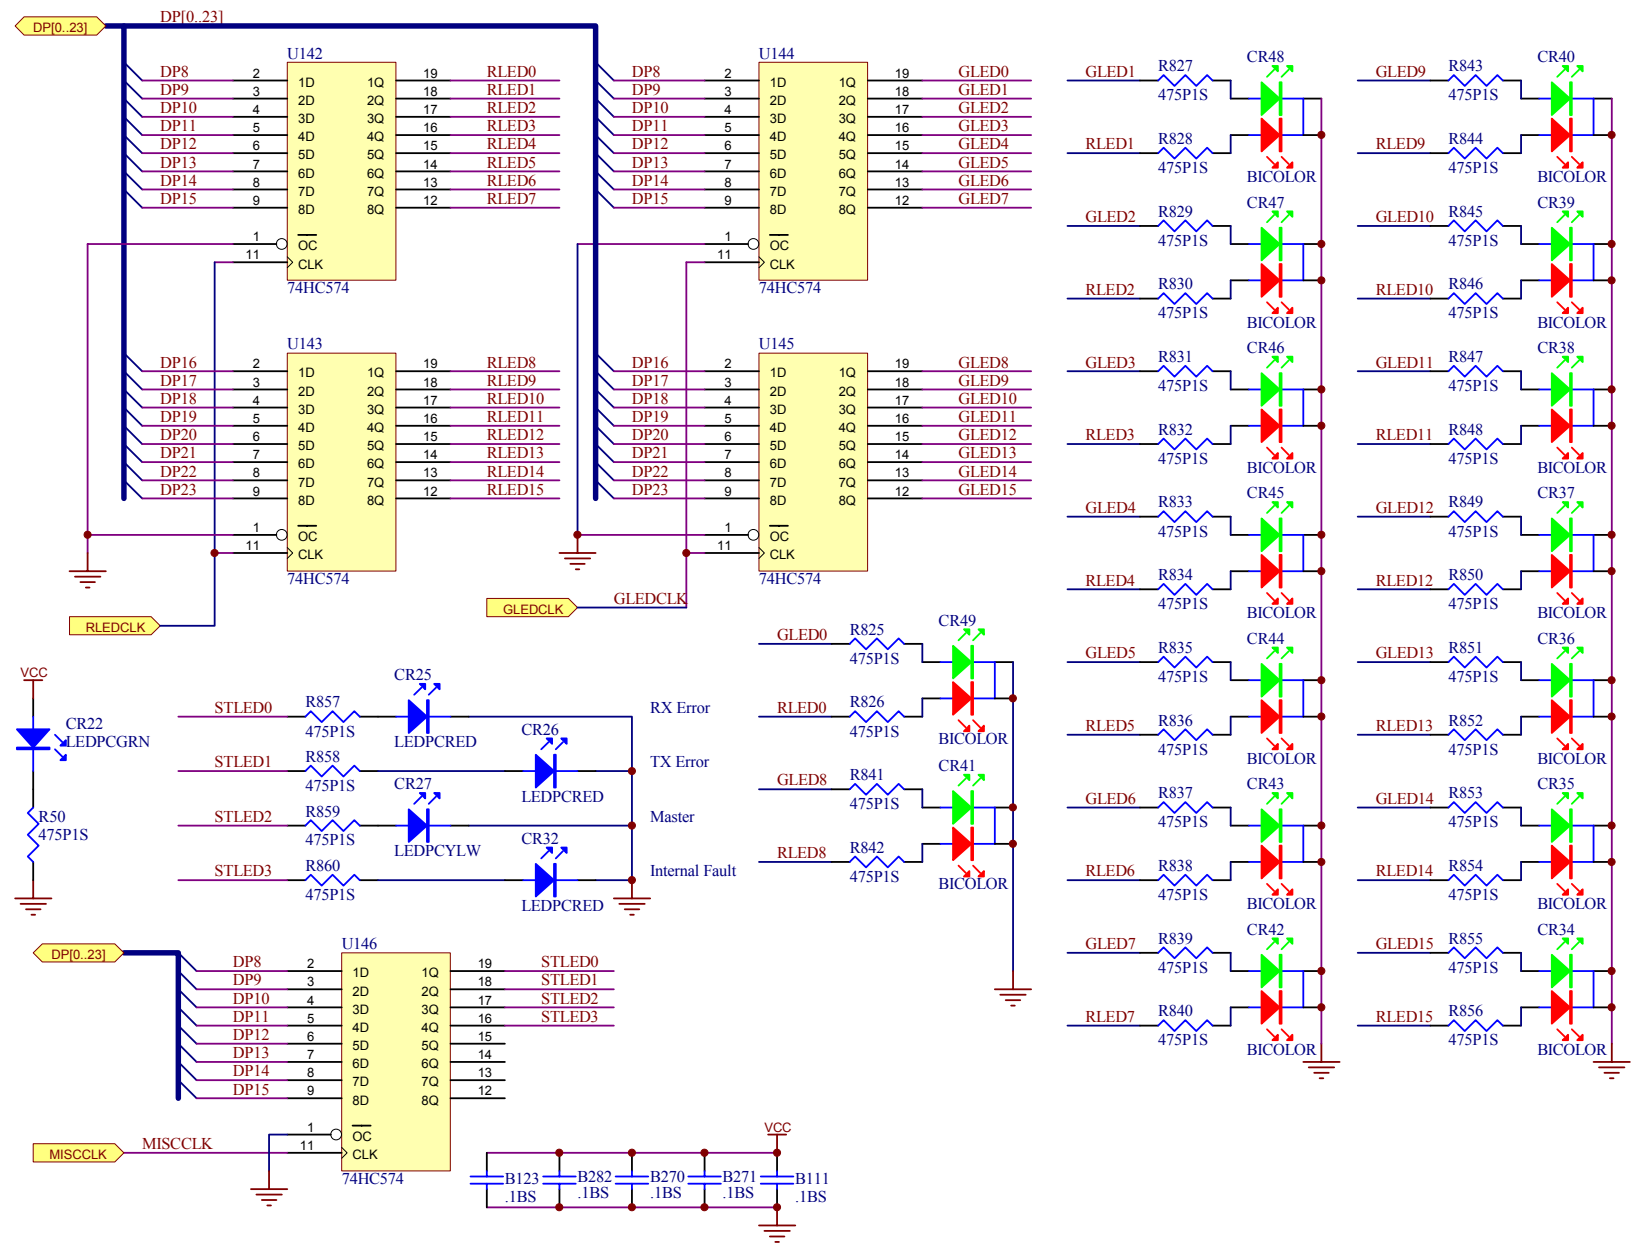 DP[0..23]
DP[0..23]
U142
DP8 2 1D 1Q 19 RLED0
DP9 3 2D 2Q 18 RLED1
DP10 4 3D 3Q 17 RLED2
DP11 5 4D 4Q 16 RLED3
DP12 6 5D 5Q 15 RLED4
DP13 7 6D 6Q 14 RLED5
DP14 8 7D 7Q 13 RLED6
DP15 9 8D 8Q 12 RLED7
1 OC
11 CLK
74HC574
U144
DP8 2 1D 1Q 19 GLED0
DP9 3 2D 2Q 18 GLED1
DP10 4 3D 3Q 17 GLED2
DP11 5 4D 4Q 16 GLED3
DP12 6 5D 5Q 15 GLED4
DP13 7 6D 6Q 14 GLED5
DP14 8 7D 7Q 13 GLED6
DP15 9 8D 8Q 12 GLED7
1 OC
11 CLK
74HC574
U143
DP16 2 1D 1Q 19 RLED8
DP17 3 2D 2Q 18 RLED9
DP18 4 3D 3Q 17 RLED10
DP19 5 4D 4Q 16 RLED11
DP20 6 5D 5Q 15 RLED12
DP21 7 6D 6Q 14 RLED13
DP22 8 7D 7Q 13 RLED14
DP23 9 8D 8Q 12 RLED15
1 OC
11 CLK
74HC574
RLEDCLK
U145
DP16 2 1D 1Q 19 GLED8
DP17 3 2D 2Q 18 GLED9
DP18 4 3D 3Q 17 GLED10
DP19 5 4D 4Q 16 GLED11
DP20 6 5D 5Q 15 GLED12
DP21 7 6D 6Q 14 GLED13
DP22 8 7D 7Q 13 GLED14
DP23 9 8D 8Q 12 GLED15
1 OC
11 CLK
74HC574
GLEDCLK
GLEDCLK
VCC
CR22
LEDPCGRN
R50
475P1S
STLED0 R857 475P1S CR25 LEDPCRED RX Error
STLED1 R858 475P1S CR26 LEDPCRED TX Error
STLED2 R859 475P1S CR27 LEDPCYLW Master
STLED3 R860 475P1S CR32 LEDPCRED Internal Fault
GLED0 R825 475P1S CR49
RLED0 R826 475P1S BICOLOR
GLED8 R841 475P1S CR41
RLED8 R842 475P1S BICOLOR
DP[0..23]
U146
DP8 2 1D 1Q 19 STLED0
DP9 3 2D 2Q 18 STLED1
DP10 4 3D 3Q 17 STLED2
DP11 5 4D 4Q 16 STLED3
DP12 6 5D 5Q 15
DP13 7 6D 6Q 14
DP14 8 7D 7Q 13
DP15 9 8D 8Q 12
1 OC
MISCCLK MISCCLK 11 CLK
74HC574
VCC
B123 B282 B270 B271 B111
.1BS .1BS .1BS .1BS .1BS
GLED1 R827 475P1S CR48
RLED1 R828 475P1S BICOLOR
GLED2 R829 475P1S CR47
RLED2 R830 475P1S BICOLOR
GLED3 R831 475P1S CR46
RLED3 R832 475P1S BICOLOR
GLED4 R833 475P1S CR45
RLED4 R834 475P1S BICOLOR
GLED5 R835 475P1S CR44
RLED5 R836 475P1S BICOLOR
GLED6 R837 475P1S CR43
RLED6 R838 475P1S BICOLOR
GLED7 R839 475P1S CR42
RLED7 R840 475P1S BICOLOR
GLED9 R843 475P1S CR40
RLED9 R844 475P1S BICOLOR
GLED10 R845 475P1S CR39
RLED10 R846 475P1S BICOLOR
GLED11 R847 475P1S CR38
RLED11 R848 475P1S BICOLOR
GLED12 R849 475P1S CR37
RLED12 R850 475P1S BICOLOR
GLED13 R851 475P1S CR36
RLED13 R852 475P1S BICOLOR
GLED14 R853 475P1S CR35
RLED14 R854 475P1S BICOLOR
GLED15 R855 475P1S CR34
RLED15 R856 475P1S BICOLOR